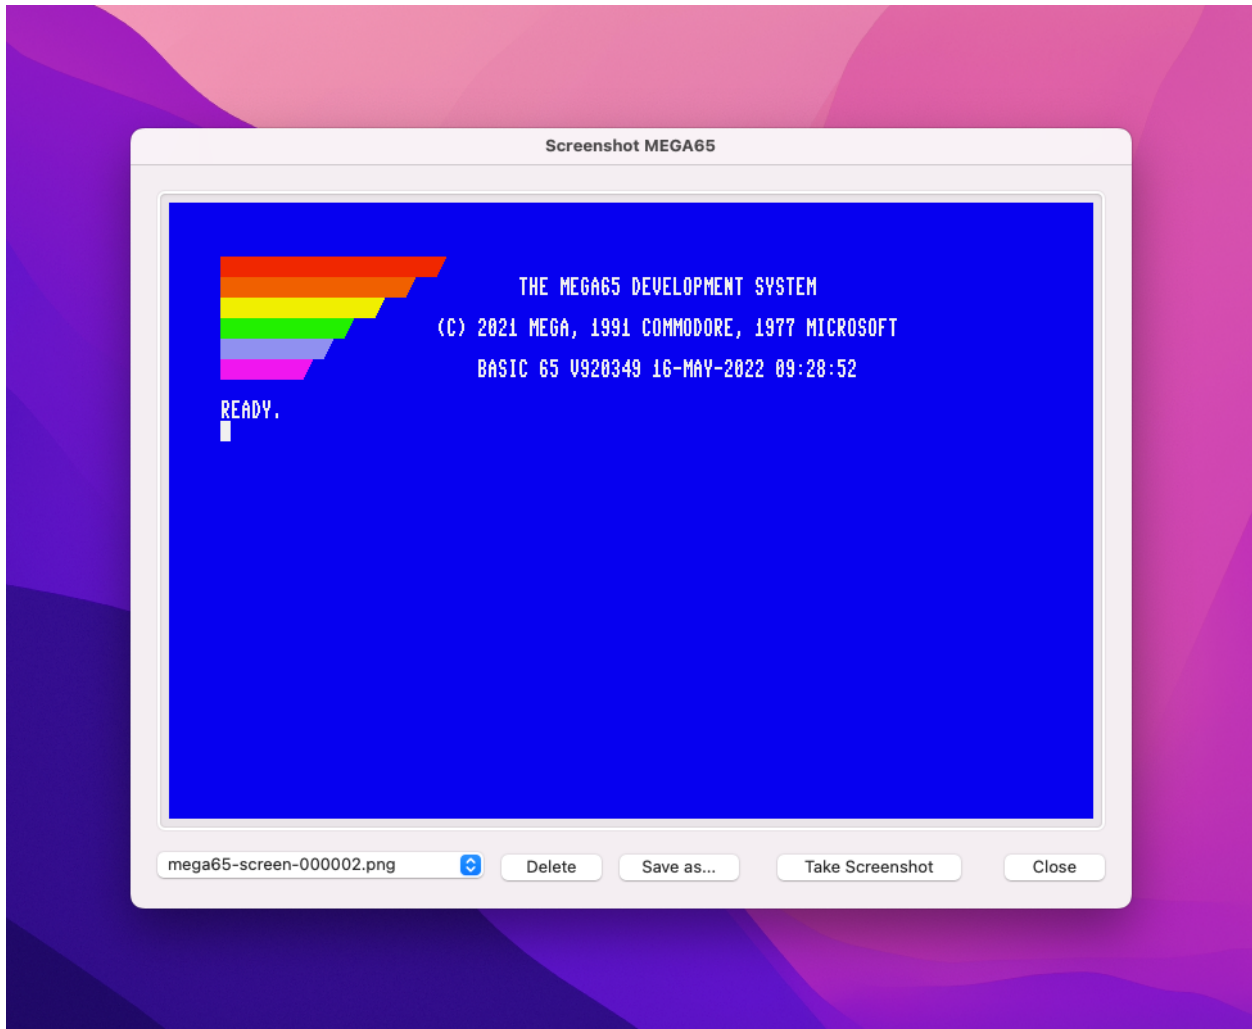 Screenshot MEGA65
THE MEGA65 DEVELOPMENT SYSTEM
(C) 2021 MEGA, 1991 COMMODORE, 1977 MICROSOFT
BASIC 65 V920349 16-MAY-2022 09:28:52
READY.
mega65-screen-000002.png
Delete
Save as...
Take Screenshot
Close